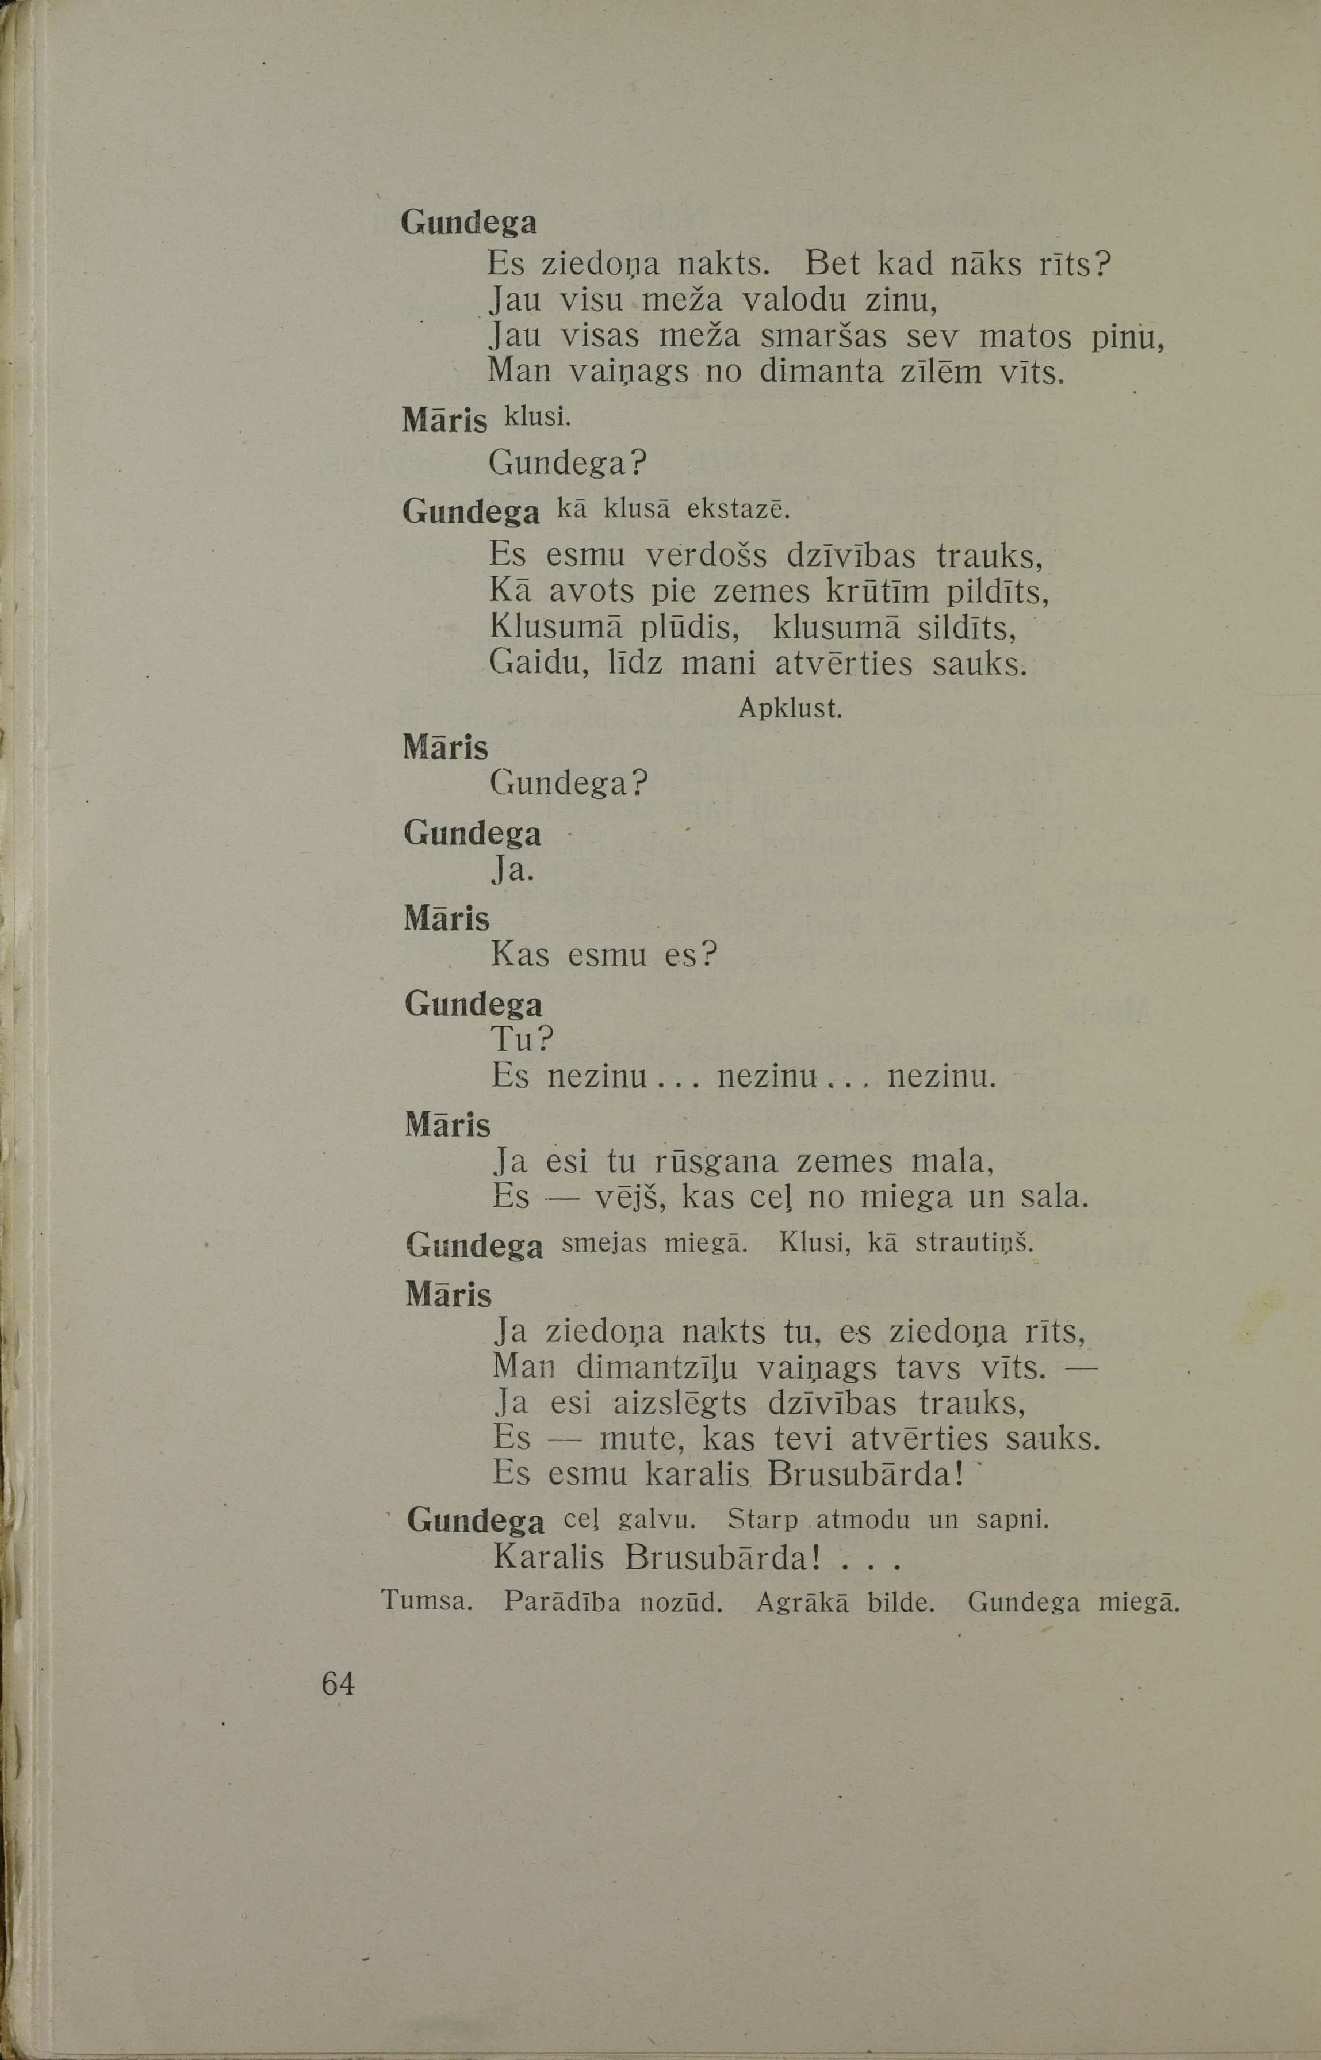 Gundega
Es ziedoņa nakts. Bet kad nāks rīts?
Jau visu meža valodu zinu,
Jau visas meža smaršas sev matos pinu,
Man vaiņags no dimanta zīlēm vīts.
Māris klusi.
Gundega?
Gundega kā klusā ekstazē.
Es esmu verdošs dzīvības trauks,
Kā avots pie zemes krūtīm pildīts,
Klusumā plūdis, klusumā sildīts,
Gaidu, līdz mani atvērties sauks.
Apklust.
Māris
Gundega?
Gundega
Ja.
Māris
Kas esmu es?
Gundega
Tu?
Es nezinu... nezinu... nezinu.
Māris
Ja esi tu rūsgana zemes mala,
Es — vējš, kas ceļ no miega un sala.
Gundega smejas miegā. Klusi, kā strautiņš.
Māris
Ja ziedoņa nakts tu, es ziedoņa rīts,
Man dimantzīļu vaiņags tavs vīts. —
Ja esi aizslēgts dzīvības trauks,
Es — mute, kas tevi atvērties sauks.
Es esmu karalis Brusubārda!
Gundega ceļ galvu. Starp atmodu un sapni.
Karalis Brusubārda! . . .
Tumsa. Parādība nozūd. Agrākā bilde. Gundega miegā.
64